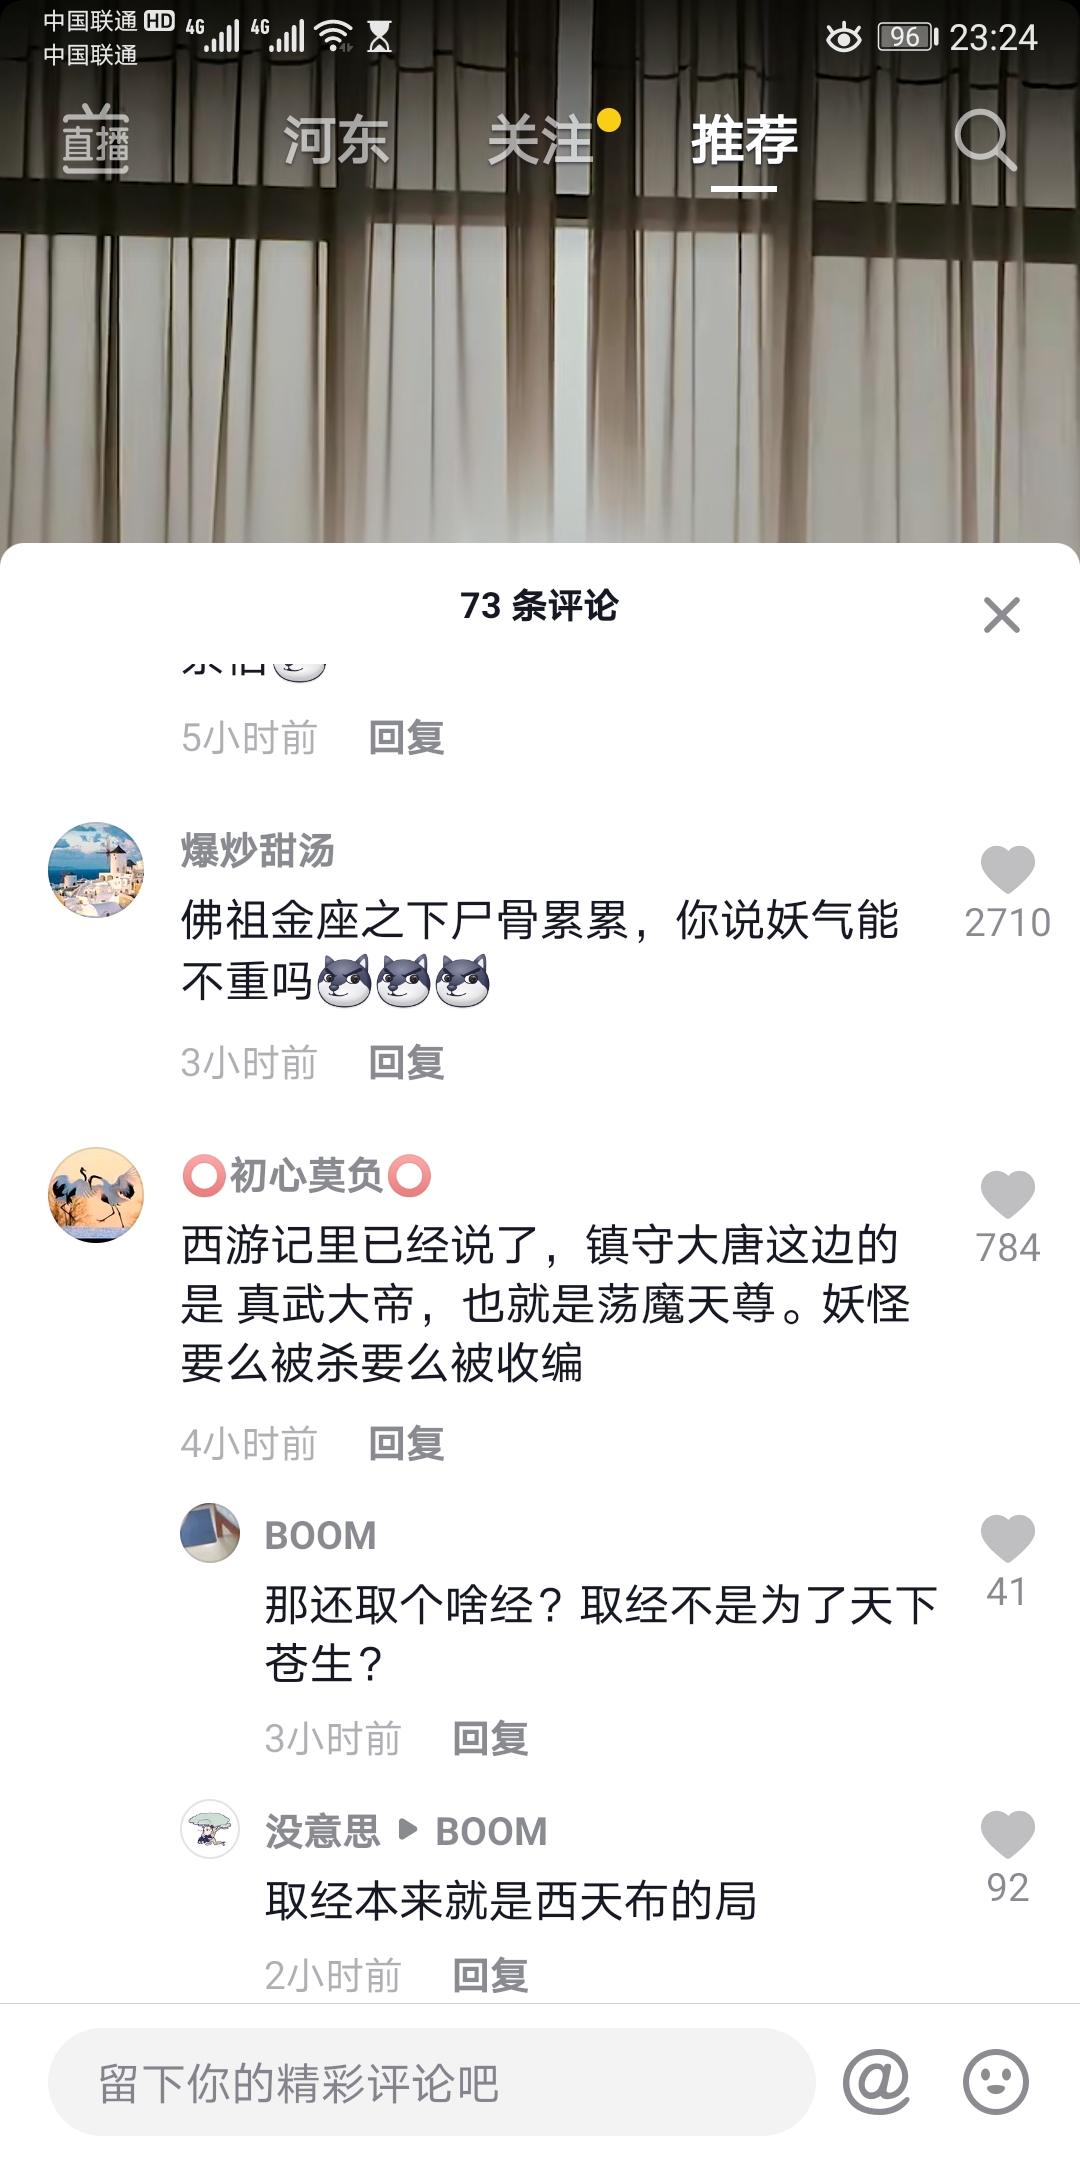 中国联通 HD 4G 4G 96 23:24
中国联通
直播 河东 关注 推荐
73 条评论
5小时前 回复
爆炒甜汤
佛祖金座之下尸骨累累，你说妖气能
不重吗
2710
3小时前 回复
⭕初心莫负⭕
西游记里已经说了，镇守大唐这边的
是 真武大帝，也就是荡魔天尊。妖怪
要么被杀要么被收编
784
4小时前 回复
BOOM
那还取个啥经？取经不是为了天下
苍生？
41
3小时前 回复
没意思 ▶ BOOM
取经本来就是西天布的局
92
2小时前 回复
留下你的精彩评论吧 @